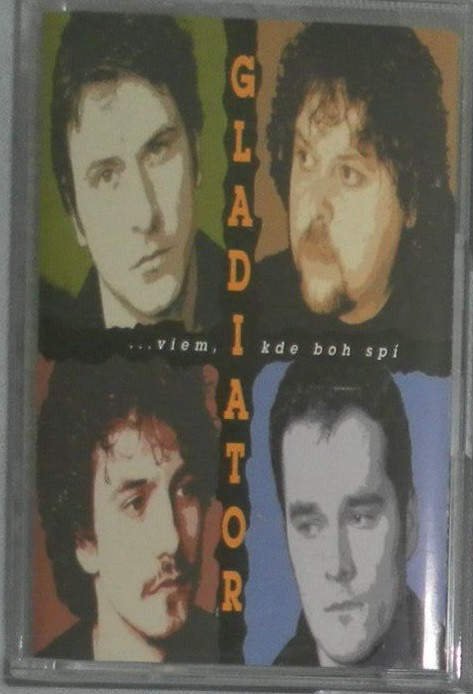 GLADIATOR
...viem, kde boh spí